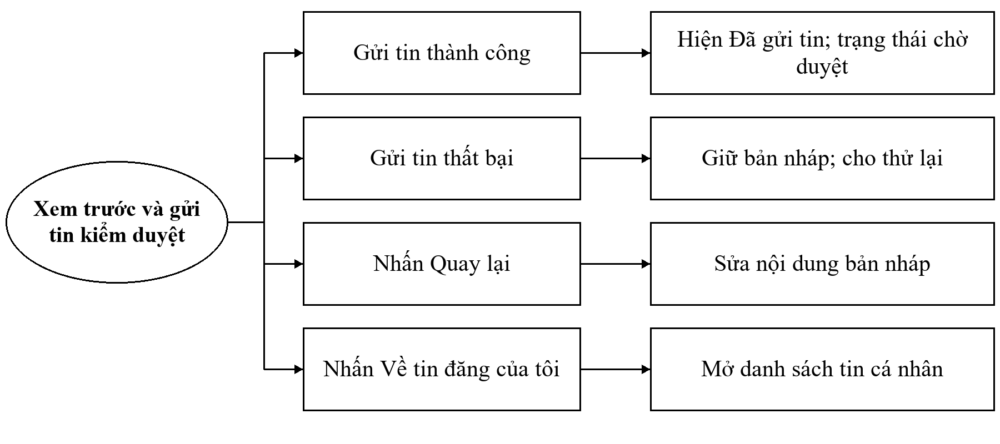 Xem trước và gửi
tin kiểm duyệt
Gửi tin thành công
Hiện Đã gửi tin; trạng thái chờ
duyệt
Gửi tin thất bại
Giữ bản nháp; cho thử lại
Nhấn Quay lại
Sửa nội dung bản nháp
Nhấn Về tin đăng của tôi
Mở danh sách tin cá nhân